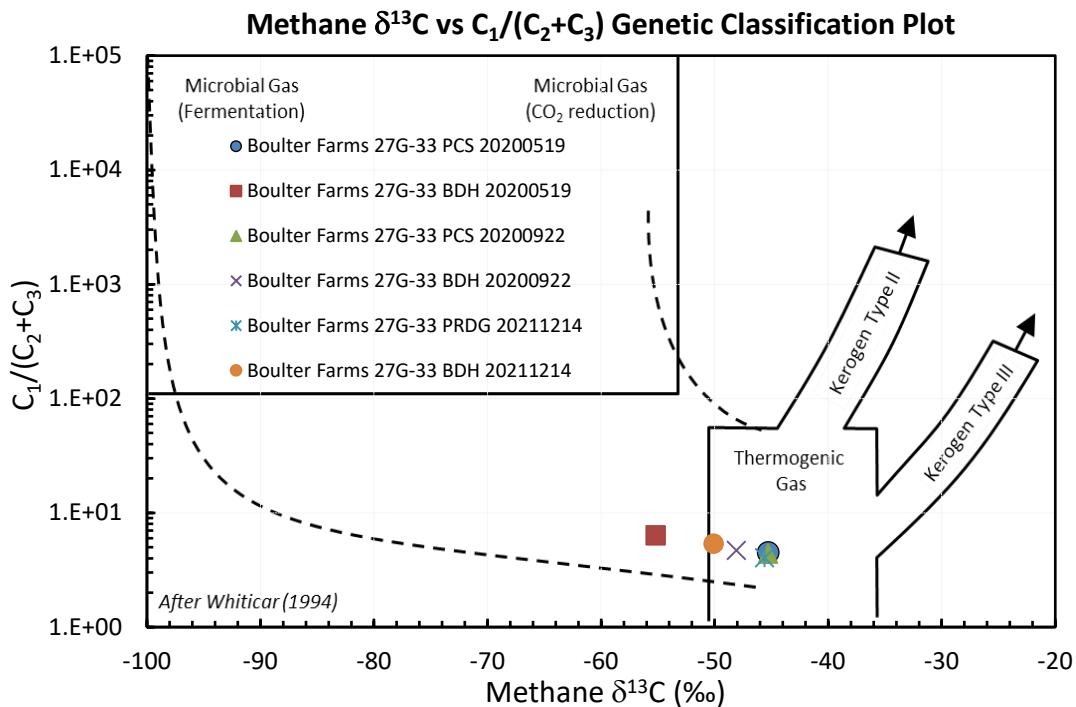 Methane δ¹³C vs C₁/(C₂+C₃) Genetic Classification Plot
C₁/(C₂+C₃)
1.E+05
1.E+04
1.E+03
1.E+02
1.E+01
1.E+00
Microbial Gas
(Fermentation)
Microbial Gas
(CO₂ reduction)
Boulter Farms 27G-33 PCS 20200519
Boulter Farms 27G-33 BDH 20200519
Boulter Farms 27G-33 PCS 20200922
Boulter Farms 27G-33 BDH 20200922
Boulter Farms 27G-33 PRDG 20211214
Boulter Farms 27G-33 BDH 20211214
Kerogen Type II
Kerogen Type III
Thermogenic
Gas
After Whiticar (1994)
-100 -90 -80 -70 -60 -50 -40 -30 -20
Methane δ¹³C (‰)